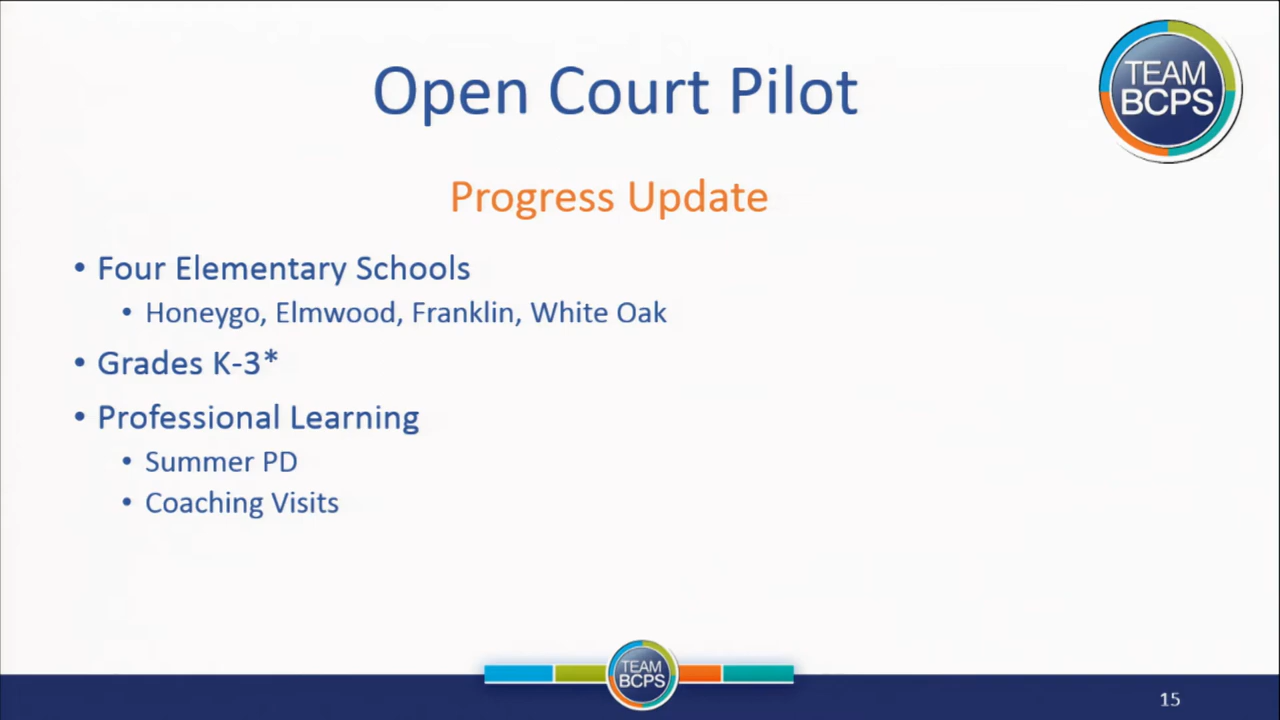 TEAM
BCPS
Open Court Pilot
Progress Update
• Four Elementary Schools
• Honeygo, Elmwood, Franklin, White Oak
• Grades K-3*
• Professional Learning
• Summer PD
• Coaching Visits
TEAM
BCPS
15